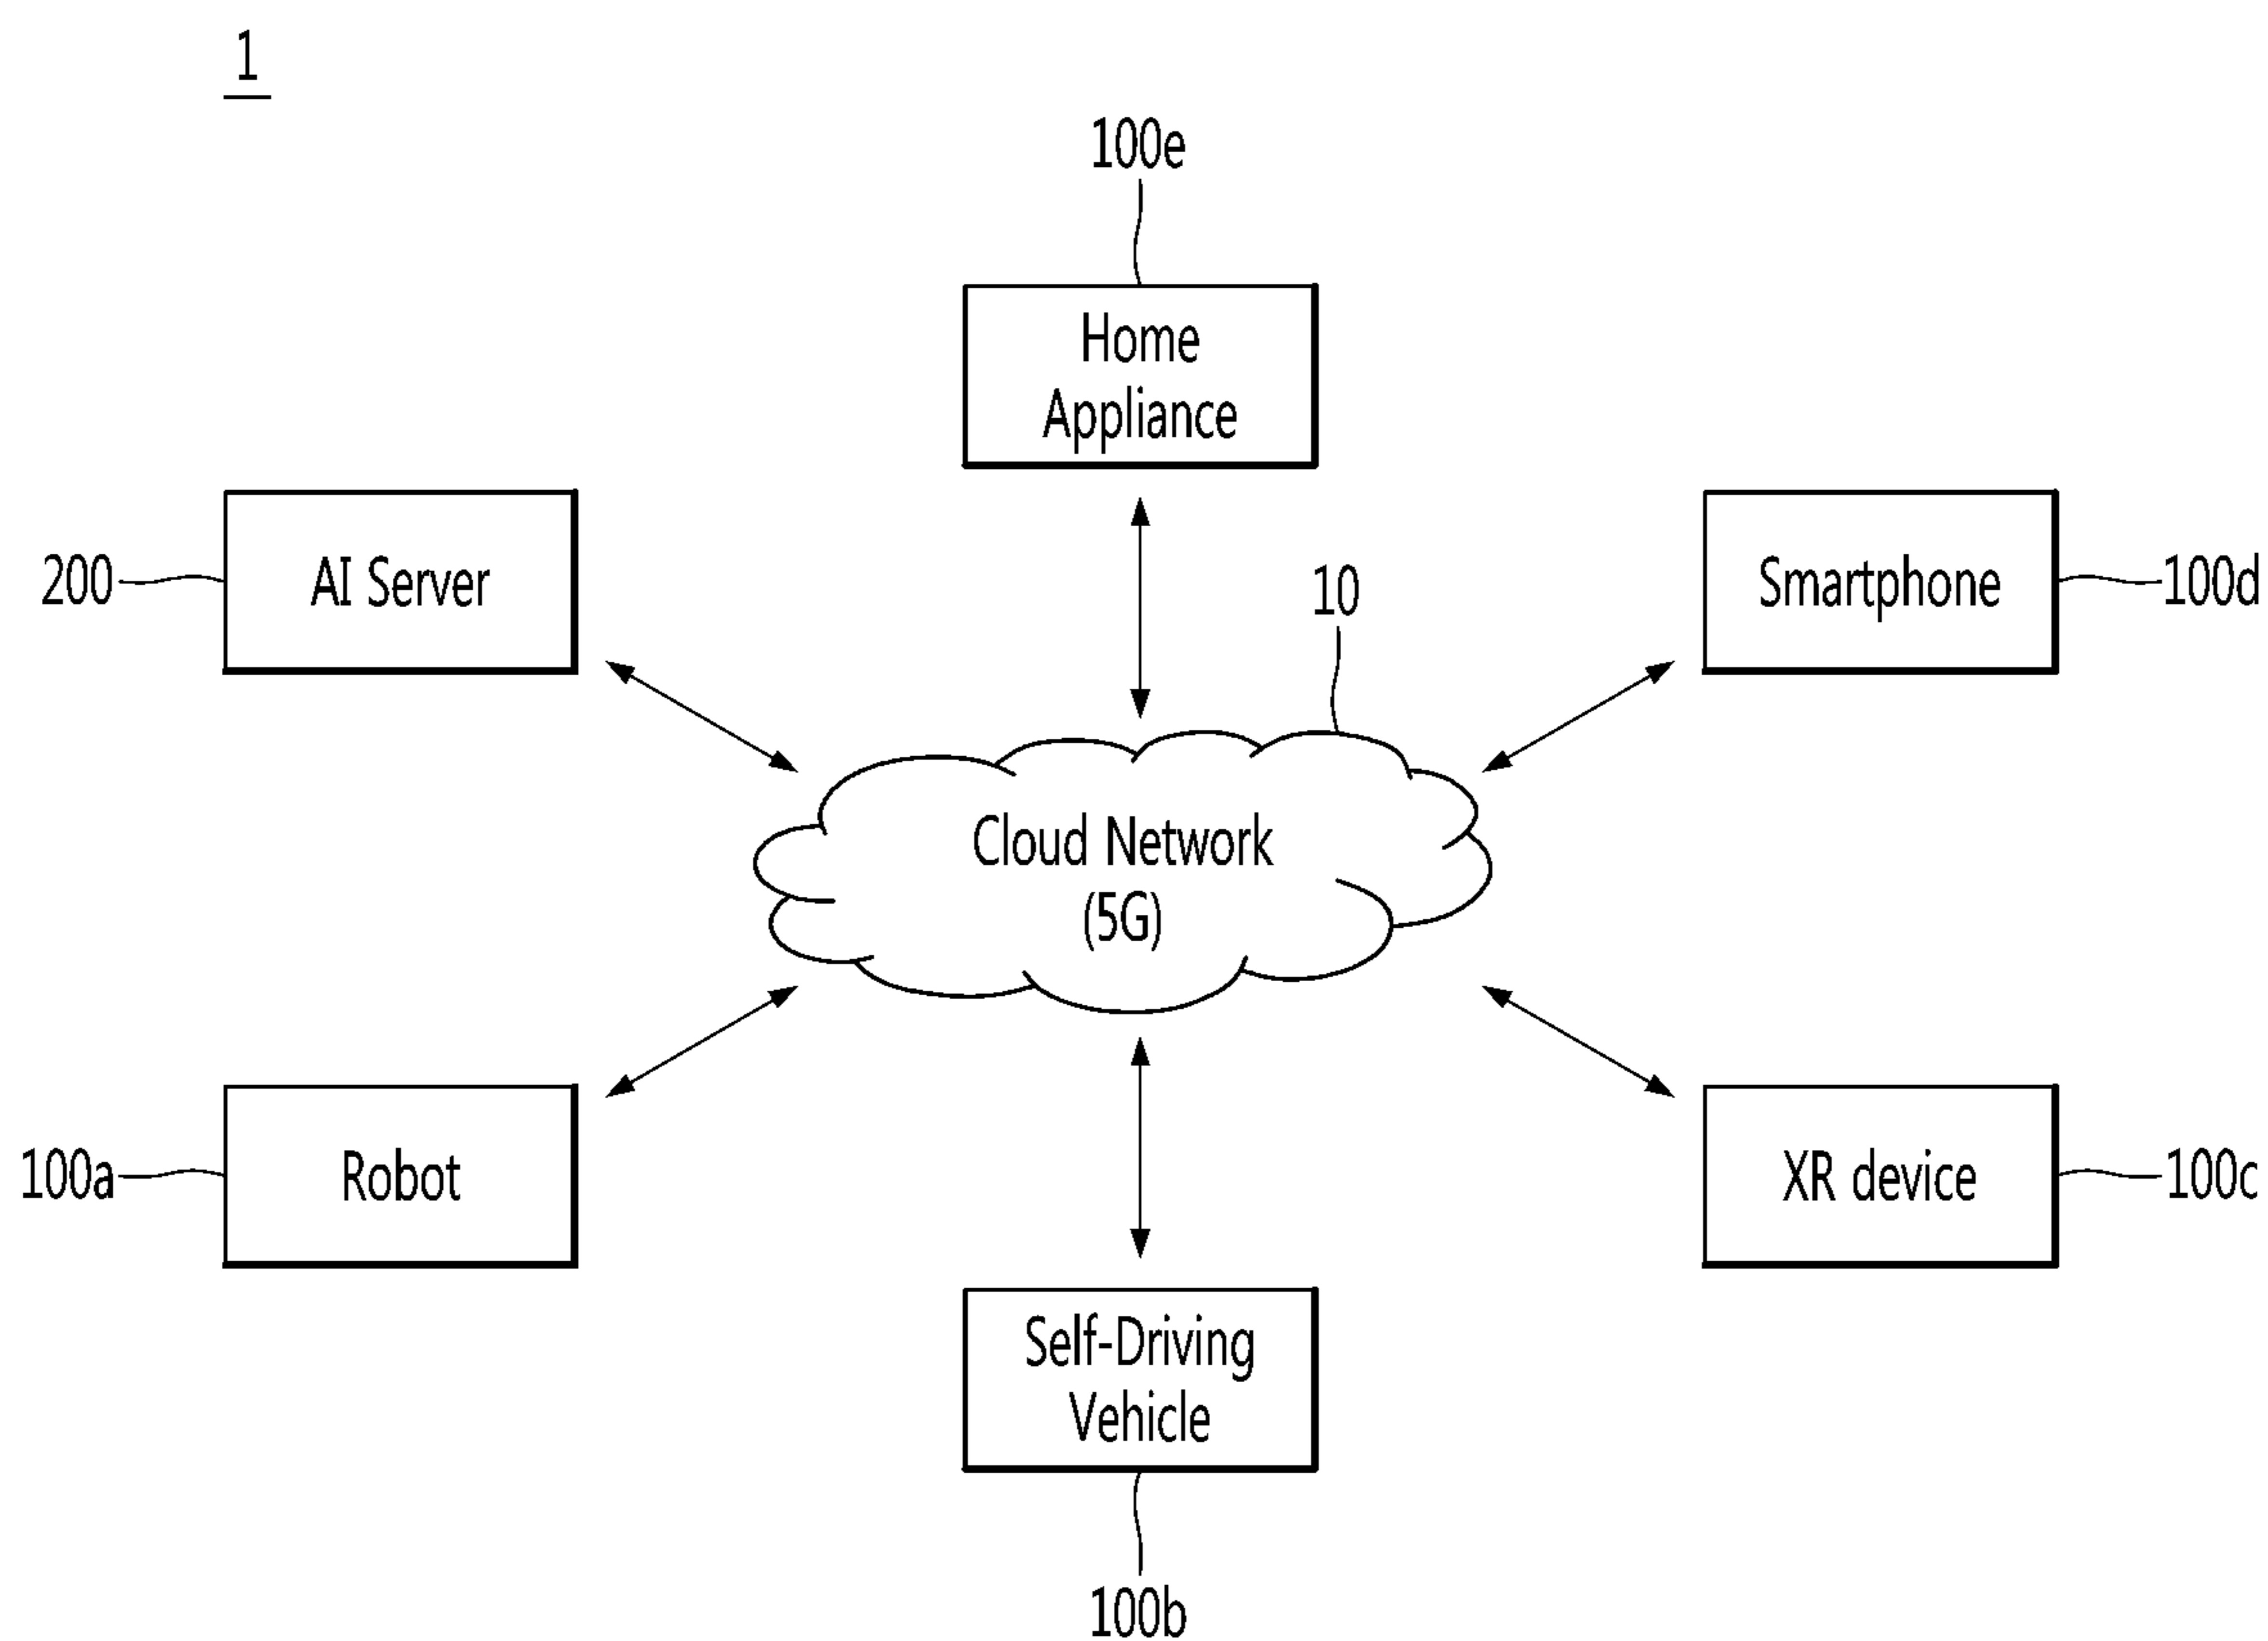 1
100e
Home
Appliance
200
AI Server
Smartphone
100d
10
Cloud Network
(5G)
100a
Robot
XR device
100c
Self-Driving
Vehicle
100b